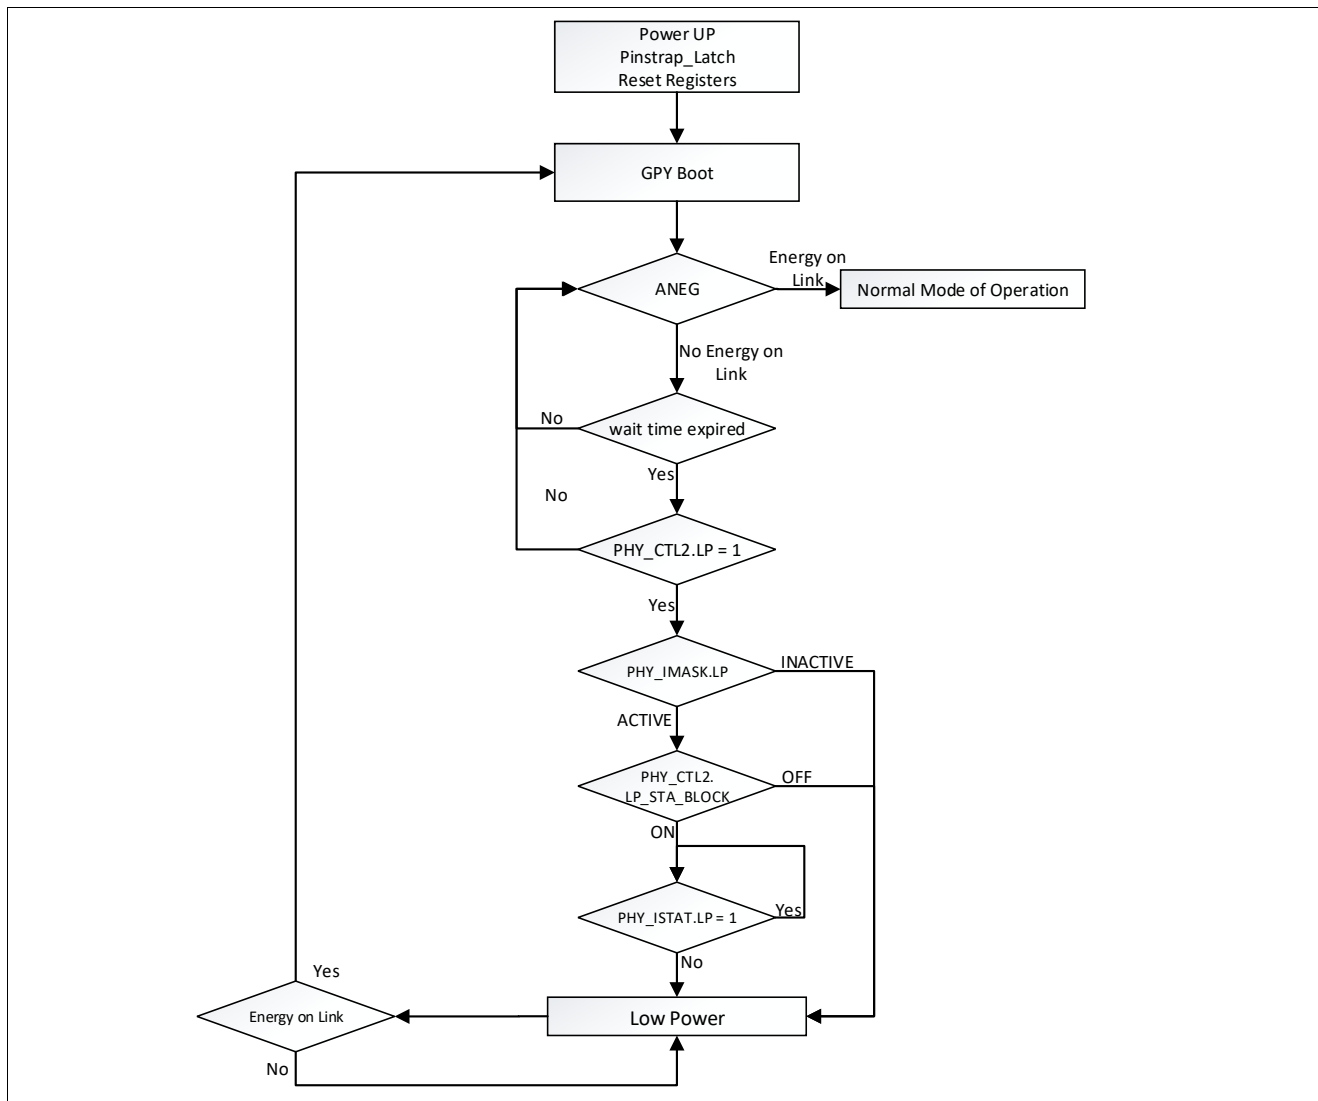 Power UP
Pinstrap_Latch
Reset Registers
GPY Boot
ANEG
Energy on
Link
Normal Mode of Operation
No Energy on
Link
No
wait time expired
Yes
No
PHY_CTL2.LP = 1
Yes
PHY_IMASK.LP
INACTIVE
ACTIVE
PHY_CTL2.
LP_STA_BLOCK
OFF
ON
PHY_ISTAT.LP = 1
Yes
No
Yes
Energy on Link
Low Power
No